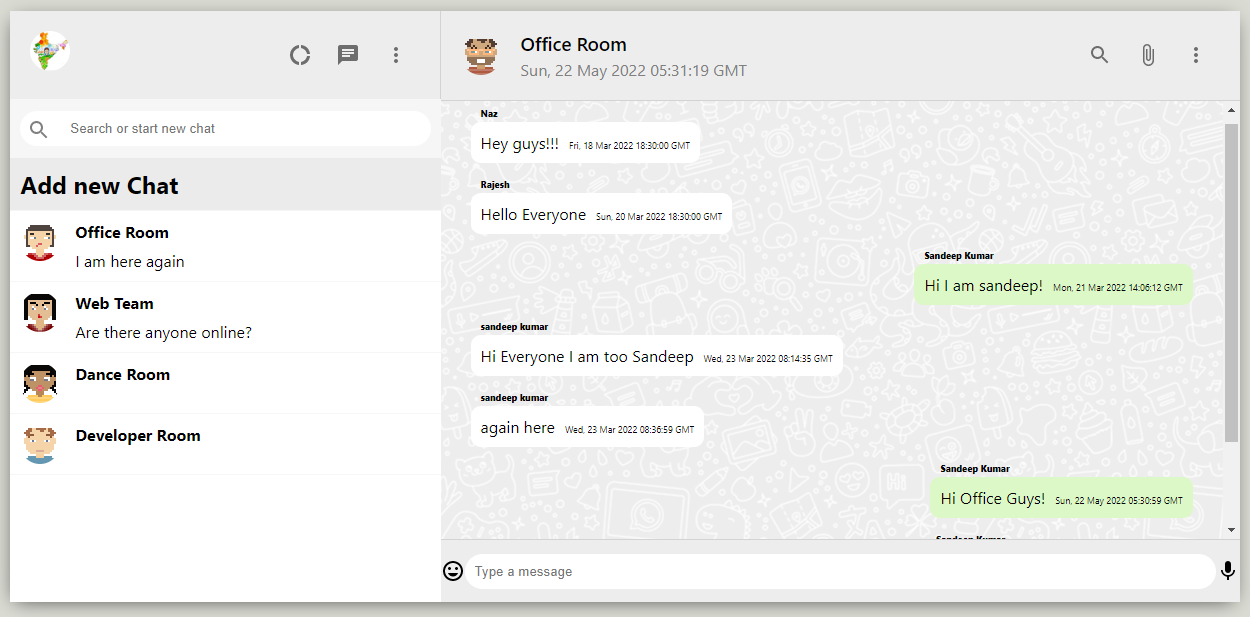 Search or start new chat
Add new Chat
Office Room
I am here again
Web Team
Are there anyone online?
Dance Room
Developer Room
Office Room
Sun, 22 May 2022 05:31:19 GMT
Naz
Hey guys!!! Fri, 18 Mar 2022 18:30:00 GMT
Rajesh
Hello Everyone Sun, 20 Mar 2022 18:30:00 GMT
Sandeep Kumar
Hi I am sandeep! Mon, 21 Mar 2022 14:06:12 GMT
sandeep kumar
Hi Everyone I am too Sandeep Wed, 23 Mar 2022 08:14:35 GMT
sandeep kumar
again here Wed, 23 Mar 2022 08:36:59 GMT
Sandeep Kumar
Hi Office Guys! Sun, 22 May 2022 05:30:59 GMT
Sandeep Kumar
Type a message